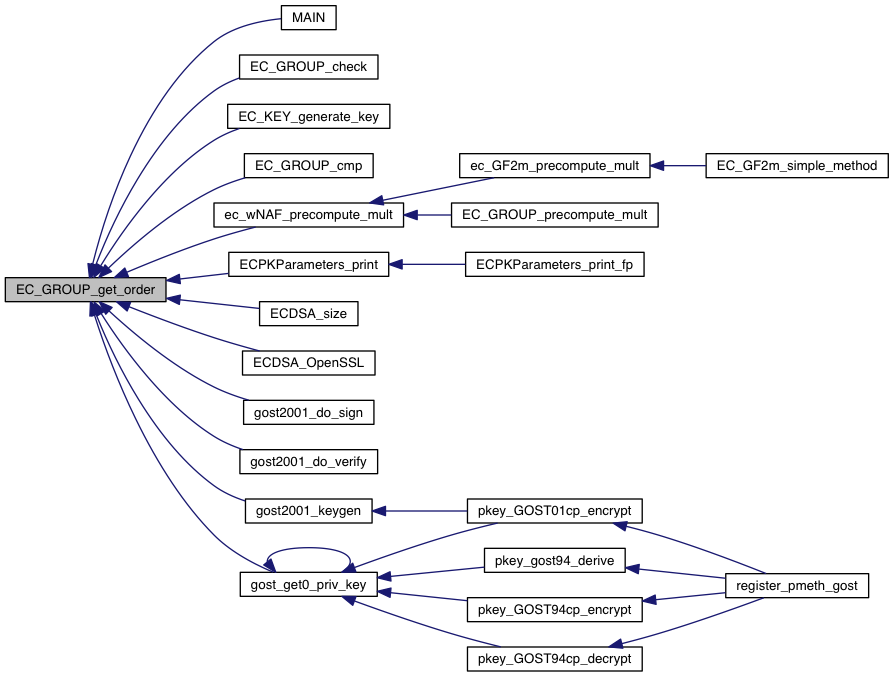 MAIN
EC_GROUP_check
EC_KEY_generate_key
EC_GROUP_cmp
ec_GF2m_precompute_mult
EC_GF2m_simple_method
ec_wNAF_precompute_mult
EC_GROUP_precompute_mult
ECPKParameters_print
ECPKParameters_print_fp
EC_GROUP_get_order
ECDSA_size
ECDSA_OpenSSL
gost2001_do_sign
gost2001_do_verify
gost2001_keygen
pkey_GOST01cp_encrypt
pkey_gost94_derive
gost_get0_priv_key
register_pmeth_gost
pkey_GOST94cp_encrypt
pkey_GOST94cp_decrypt